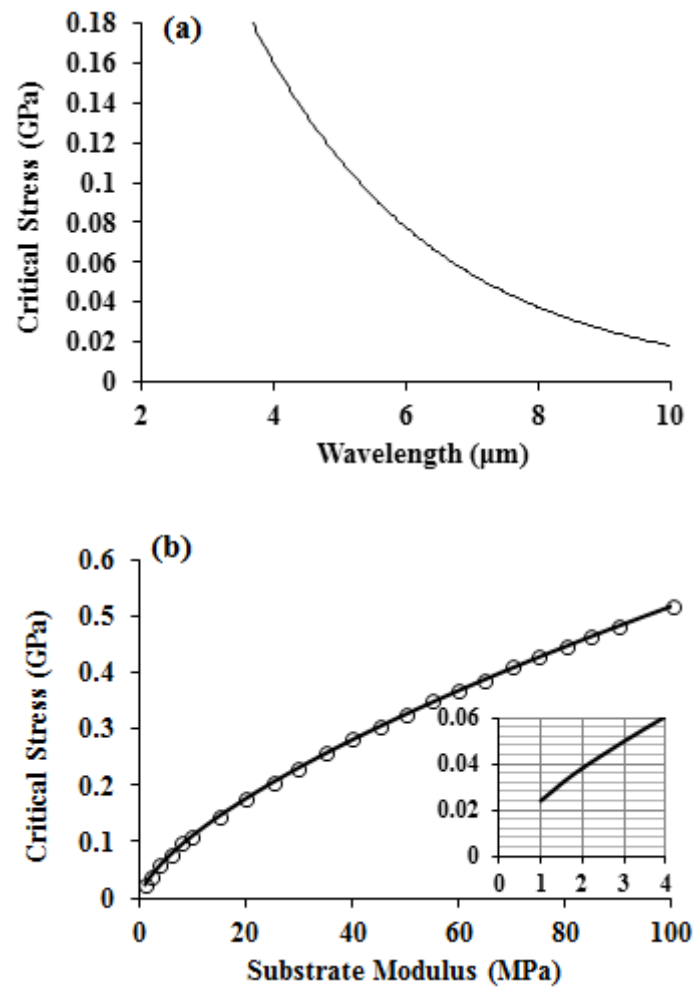 (a)
Critical Stress (GPa)
0.18
0.16
0.14
0.12
0.1
0.08
0.06
0.04
0.02
0
2 4 6 8 10
Wavelength (μm)
(b)
Critical Stress (GPa)
0.6
0.5
0.4
0.3
0.2
0.1
0
0.06
0.04
0.02
0
0 1 2 3 4
0 20 40 60 80 100
Substrate Modulus (MPa)